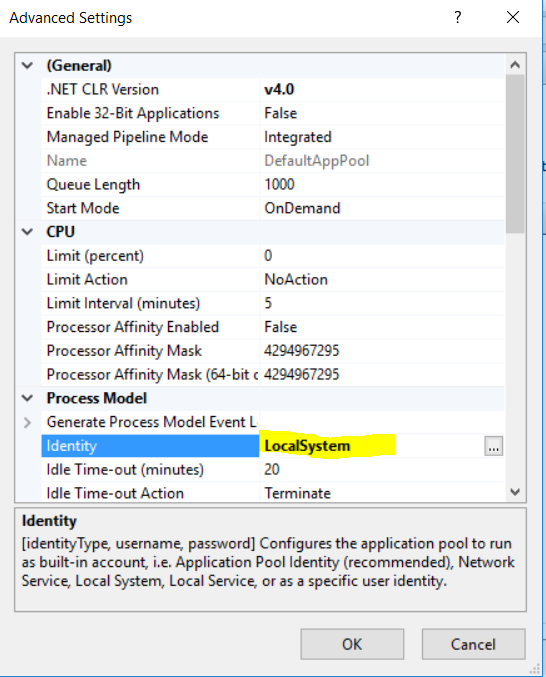 Advanced Settings ? ×
(General)
.NET CLR Version v4.0
Enable 32-Bit Applications False
Managed Pipeline Mode Integrated
Name DefaultAppPool
Queue Length 1000
Start Mode OnDemand
CPU
Limit (percent) 0
Limit Action NoAction
Limit Interval (minutes) 5
Processor Affinity Enabled False
Processor Affinity Mask 4294967295
Processor Affinity Mask (64-bit c 4294967295
Process Model
Generate Process Model Event L
Identity LocalSystem ...
Idle Time-out (minutes) 20
Idle Time-out Action Terminate
Identity
[identityType, username, password] Configures the application pool to run
as built-in account, i.e. Application Pool Identity (recommended), Network
Service, Local System, Local Service, or as a specific user identity.
OK Cancel